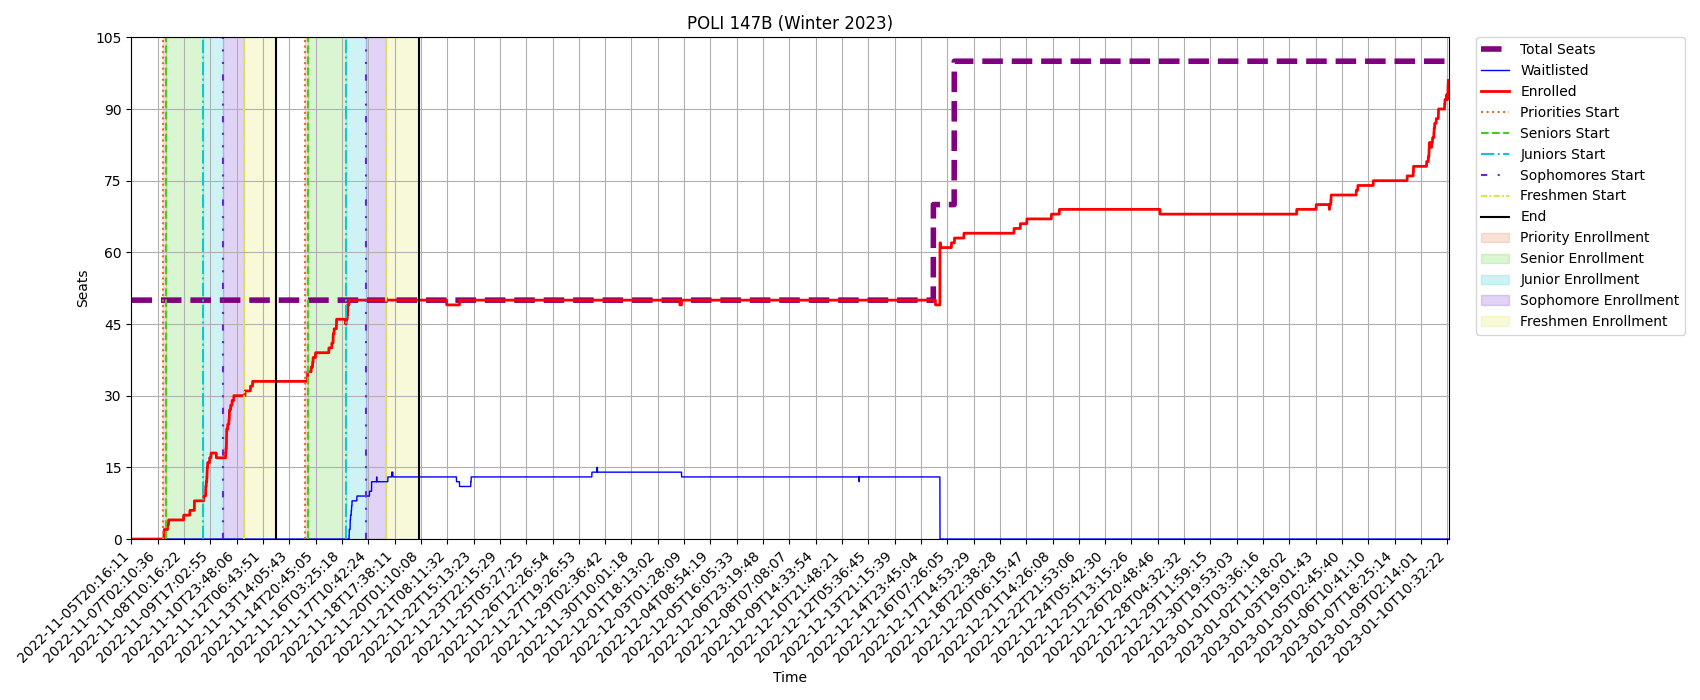 POLI 147B (Winter 2023)
105
90
75
60
45
30
15
0
Seats
2022-11-05T20:16:11
2022-11-07T02:10:36
2022-11-08T10:16:22
2022-11-09T17:02:55
2022-11-10T23:48:06
2022-11-12T06:43:51
2022-11-13T14:05:43
2022-11-14T20:45:05
2022-11-16T03:25:18
2022-11-17T10:42:24
2022-11-18T17:38:11
2022-11-20T01:10:08
2022-11-21T08:11:32
2022-11-22T15:13:23
2022-11-23T22:15:29
2022-11-25T05:27:25
2022-11-26T12:26:54
2022-11-27T19:26:53
2022-11-29T02:36:42
2022-11-30T10:01:18
2022-12-01T18:13:02
2022-12-03T01:28:09
2022-12-04T08:54:19
2022-12-05T16:05:33
2022-12-06T23:19:48
2022-12-08T07:08:07
2022-12-09T14:33:54
2022-12-10T21:48:21
2022-12-12T05:36:45
2022-12-13T21:15:39
2022-12-14T23:45:04
2022-12-16T07:26:05
2022-12-17T14:53:29
2022-12-18T22:38:28
2022-12-20T06:15:47
2022-12-21T14:26:08
2022-12-22T21:53:06
2022-12-24T05:42:30
2022-12-25T13:15:26
2022-12-26T20:48:46
2022-12-28T04:32:32
2022-12-29T11:59:15
2022-12-30T19:53:03
2023-01-01T03:36:16
2023-01-02T11:18:02
2023-01-03T19:01:43
2023-01-05T02:45:40
2023-01-06T10:41:10
2023-01-07T18:25:14
2023-01-09T02:14:01
2023-01-10T10:32:22
Time
Total Seats
Waitlisted
Enrolled
Priorities Start
Seniors Start
Juniors Start
Sophomores Start
Freshmen Start
End
Priority Enrollment
Senior Enrollment
Junior Enrollment
Sophomore Enrollment
Freshmen Enrollment